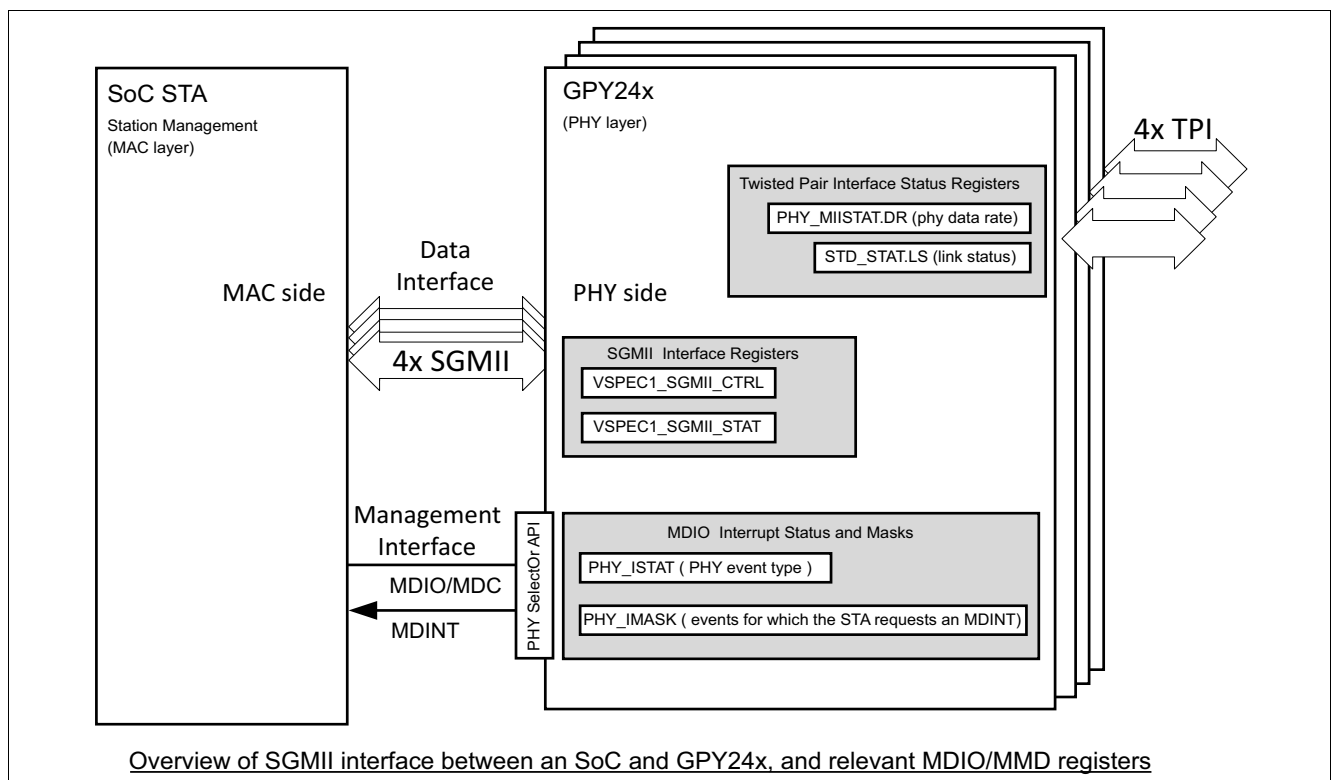 SoC STA
Station Management
(MAC layer)
GPY24x
(PHY layer)
4x TPI
Twisted Pair Interface Status Registers
PHY_MIISTAT.DR (phy data rate)
STD_STAT.LS (link status)
Data
Interface
MAC side
PHY side
4x SGMII
SGMII Interface Registers
VSPEC1_SGMII_CTRL
VSPEC1_SGMII_STAT
Management
Interface
MDIO/MDC
MDINT
PHY SelectOr API
MDIO Interrupt Status and Masks
PHY_ISTAT ( PHY event type )
PHY_IMASK ( events for which the STA requests an MDINT)
Overview of SGMII interface between an SoC and GPY24x, and relevant MDIO/MMD registers